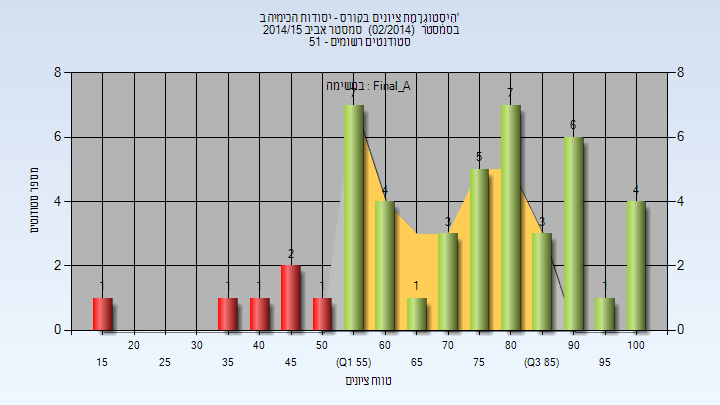 היסטוגרמת ציונים בקורס - יסודות הכימיה ב'
בסמסטר (02/2014) סמסטר אביב 2014/15
סטודנטים רשומים - 51
במשימה : Final_A
8 8
6 6
4 4
2 2
0 0
מספר סטודנטים
1 1 1 2 1 7 4 1 3 5 7 3 6 1 4
20 30 40 50 60 70 80 90 100
15 25 35 45 (Q1 55) 65 75 (Q3 85) 95
טווח ציונים